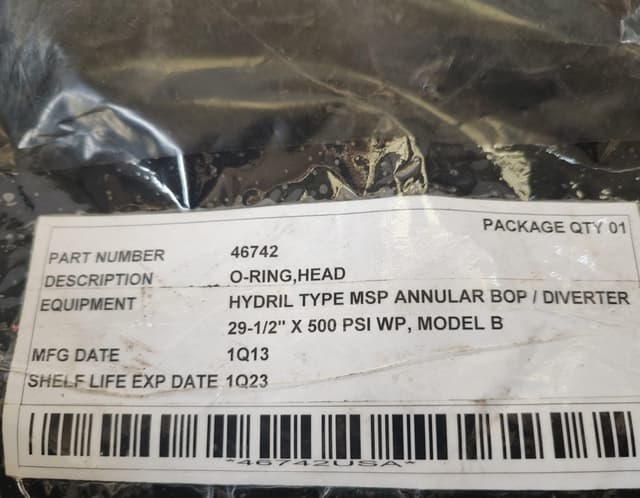 PACKAGE QTY 01
PART NUMBER 46742
DESCRIPTION O-RING,HEAD
EQUIPMENT HYDRIL TYPE MSP ANNULAR BOP / DIVERTER
29-1/2" X 500 PSI WP, MODEL B
MFG DATE 1Q13
SHELF LIFE EXP DATE 1Q23
*46742USA*